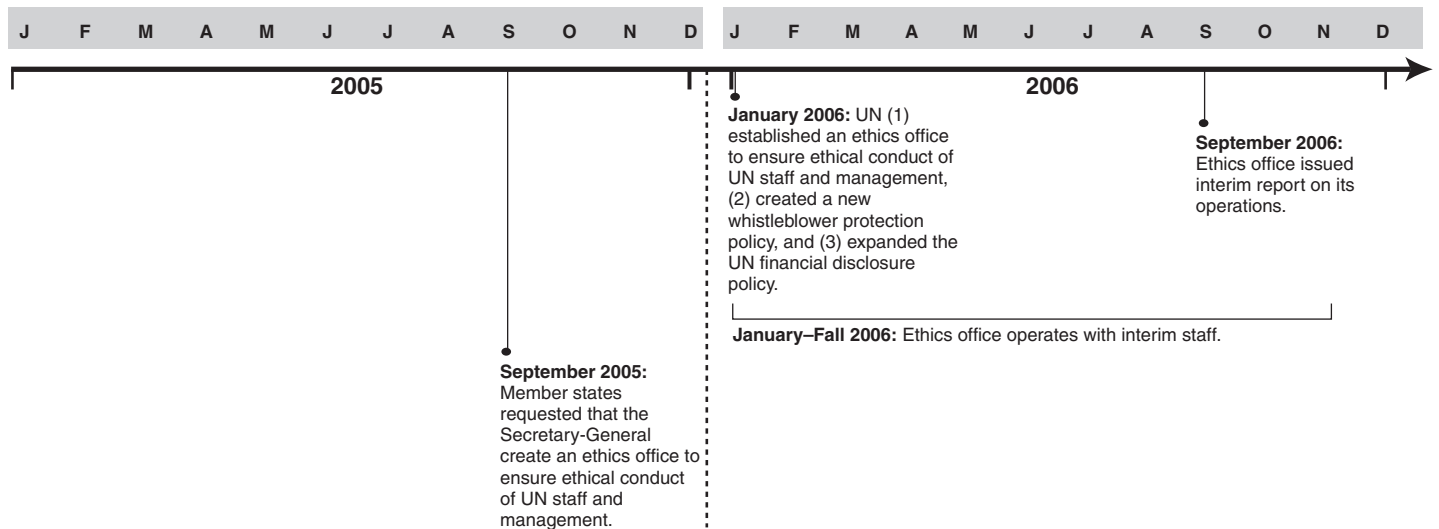 J F M A M J J A S O N D J F M A M J J A S O N D
2005 2006
January 2006: UN (1)
established an ethics office
to ensure ethical conduct of
UN staff and management,
(2) created a new
whistleblower protection
policy, and (3) expanded the
UN financial disclosure
policy.
September 2006:
Ethics office issued
interim report on its
operations.
January–Fall 2006: Ethics office operates with interim staff.
September 2005:
Member states
requested that the
Secretary-General
create an ethics office to
ensure ethical conduct
of UN staff and
management.